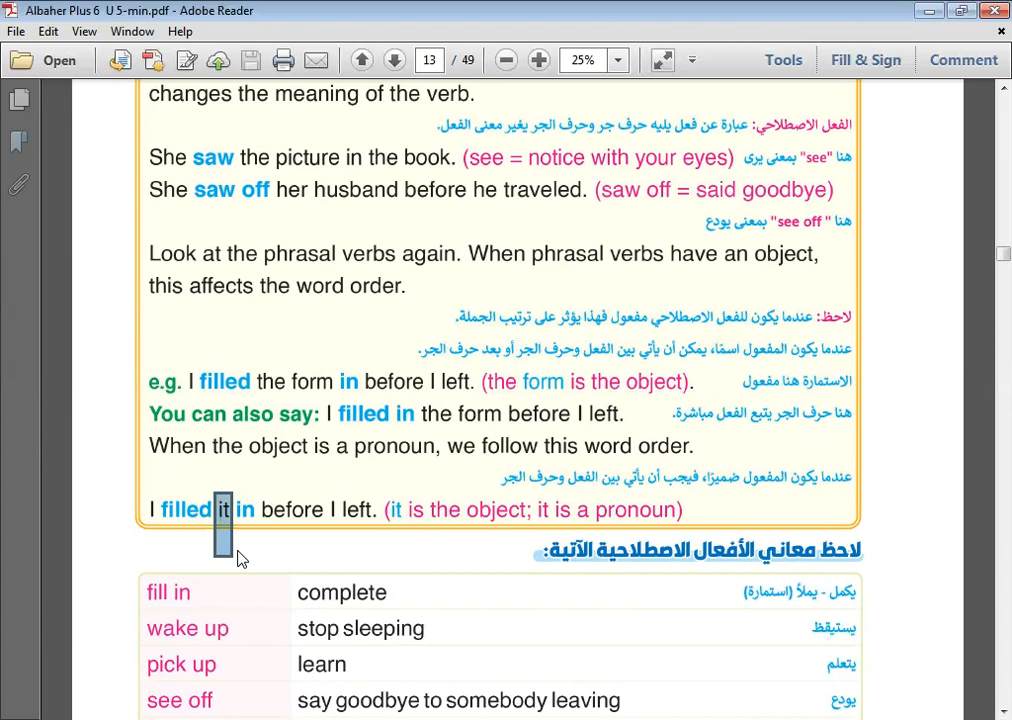 Albaher Plus 6 U 5-min.pdf - Adobe Reader
File Edit View Window Help
Open 13 / 49 25% Tools Fill & Sign Comment
changes the meaning of the verb.
الفعل الاصطلاحي: عبارة عن فعل يليه حرف جر وحرف الجر يغير معنى الفعل.
She saw the picture in the book. (see = notice with your eyes) هنا "see" بمعنى يرى
She saw off her husband before he traveled. (saw off = said goodbye)
هنا "see off" بمعنى يودع
Look at the phrasal verbs again. When phrasal verbs have an object,
this affects the word order.
لاحظ: عندما يكون للفعل الاصطلاحي مفعول فهذا يؤثر على ترتيب الجملة.
عندما يكون المفعول اسمًا، يمكن أن يأتي بين الفعل وحرف الجر أو بعد حرف الجر.
e.g. I filled the form in before I left. (the form is the object). الاستمارة هنا مفعول
You can also say: I filled in the form before I left. هنا حرف الجر يتبع الفعل مباشرة.
When the object is a pronoun, we follow this word order.
عندما يكون المفعول ضميرًا، فيجب أن يأتي بين الفعل وحرف الجر
I filled it in before I left. (it is the object; it is a pronoun)
لاحظ معاني الأفعال الاصطلاحية الآتية:
fill in complete يكمل - يملأ (استمارة)
wake up stop sleeping يستيقظ
pick up learn يتعلم
see off say goodbye to somebody leaving يودع